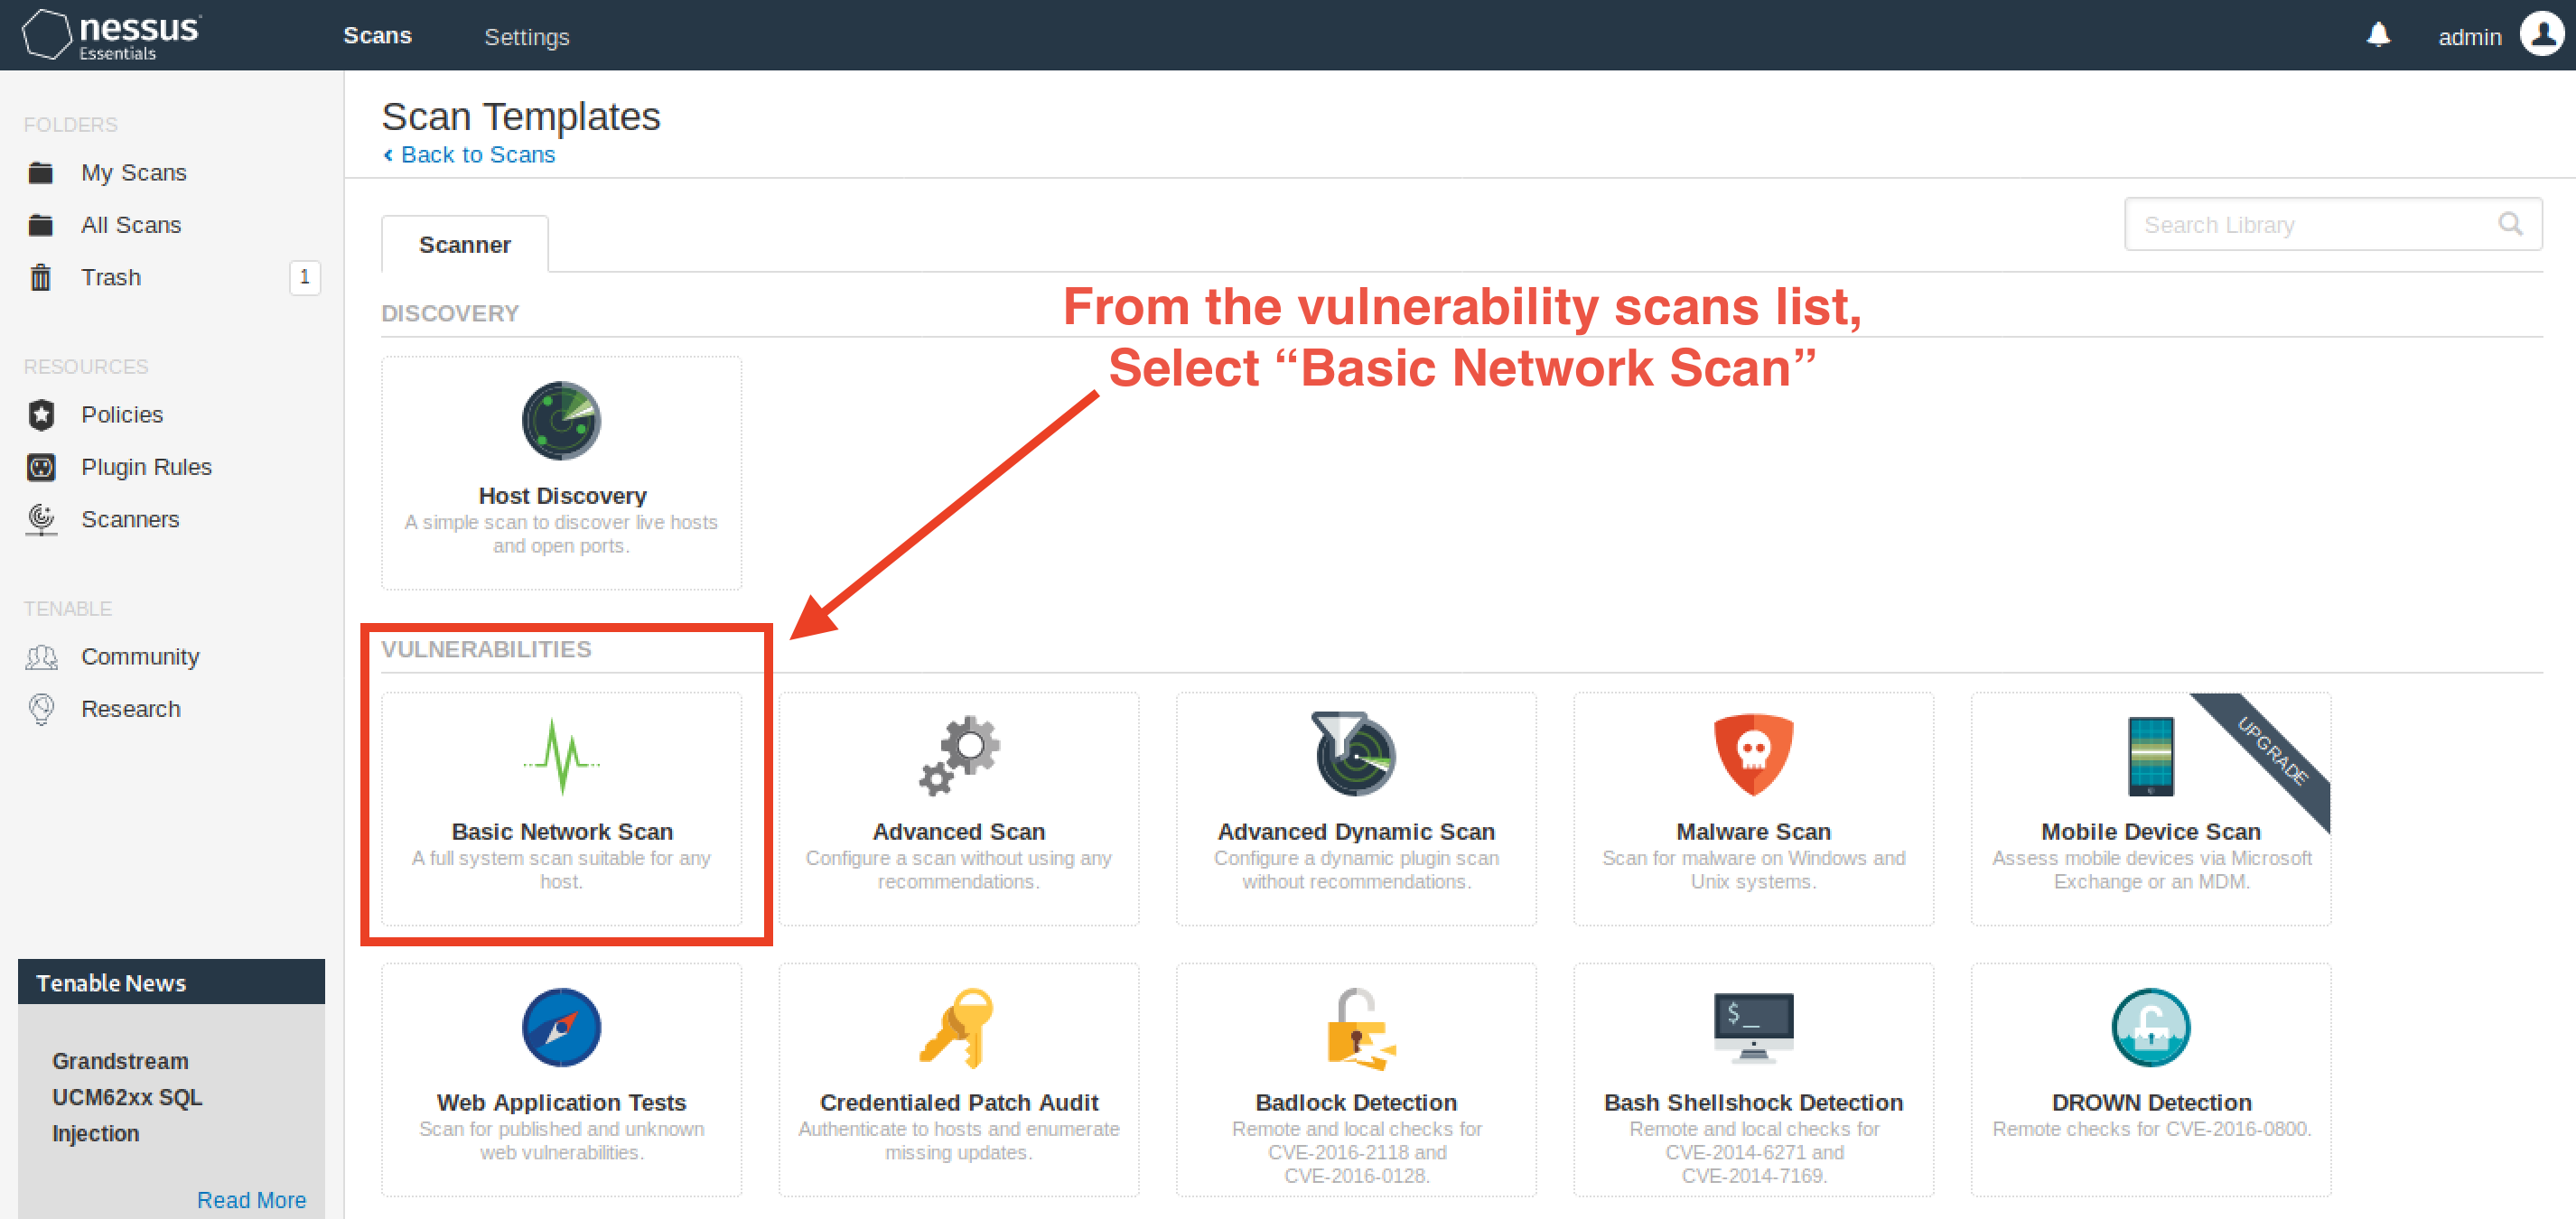 nessus
Essentials
Scans
Settings
admin
FOLDERS
My Scans
All Scans
Trash
1
RESOURCES
Policies
Plugin Rules
Scanners
TENABLE
Community
Research
Tenable News
Grandstream
UCM62xx SQL
Injection
Read More
Scan Templates
‹ Back to Scans
Scanner
Search Library
DISCOVERY
From the vulnerability scans list,
Select “Basic Network Scan”
Host Discovery
A simple scan to discover live hosts
and open ports.
VULNERABILITIES
Basic Network Scan
A full system scan suitable for any
host.
Advanced Scan
Configure a scan without using any
recommendations.
Advanced Dynamic Scan
Configure a dynamic plugin scan
without recommendations.
Malware Scan
Scan for malware on Windows and
Unix systems.
UPGRADE
Mobile Device Scan
Assess mobile devices via Microsoft
Exchange or an MDM.
Web Application Tests
Scan for published and unknown
web vulnerabilities.
Credentialed Patch Audit
Authenticate to hosts and enumerate
missing updates.
Badlock Detection
Remote and local checks for
CVE-2016-2118 and
CVE-2016-0128.
$_
Bash Shellshock Detection
Remote and local checks for
CVE-2014-6271 and
CVE-2014-7169.
DROWN Detection
Remote checks for CVE-2016-0800.